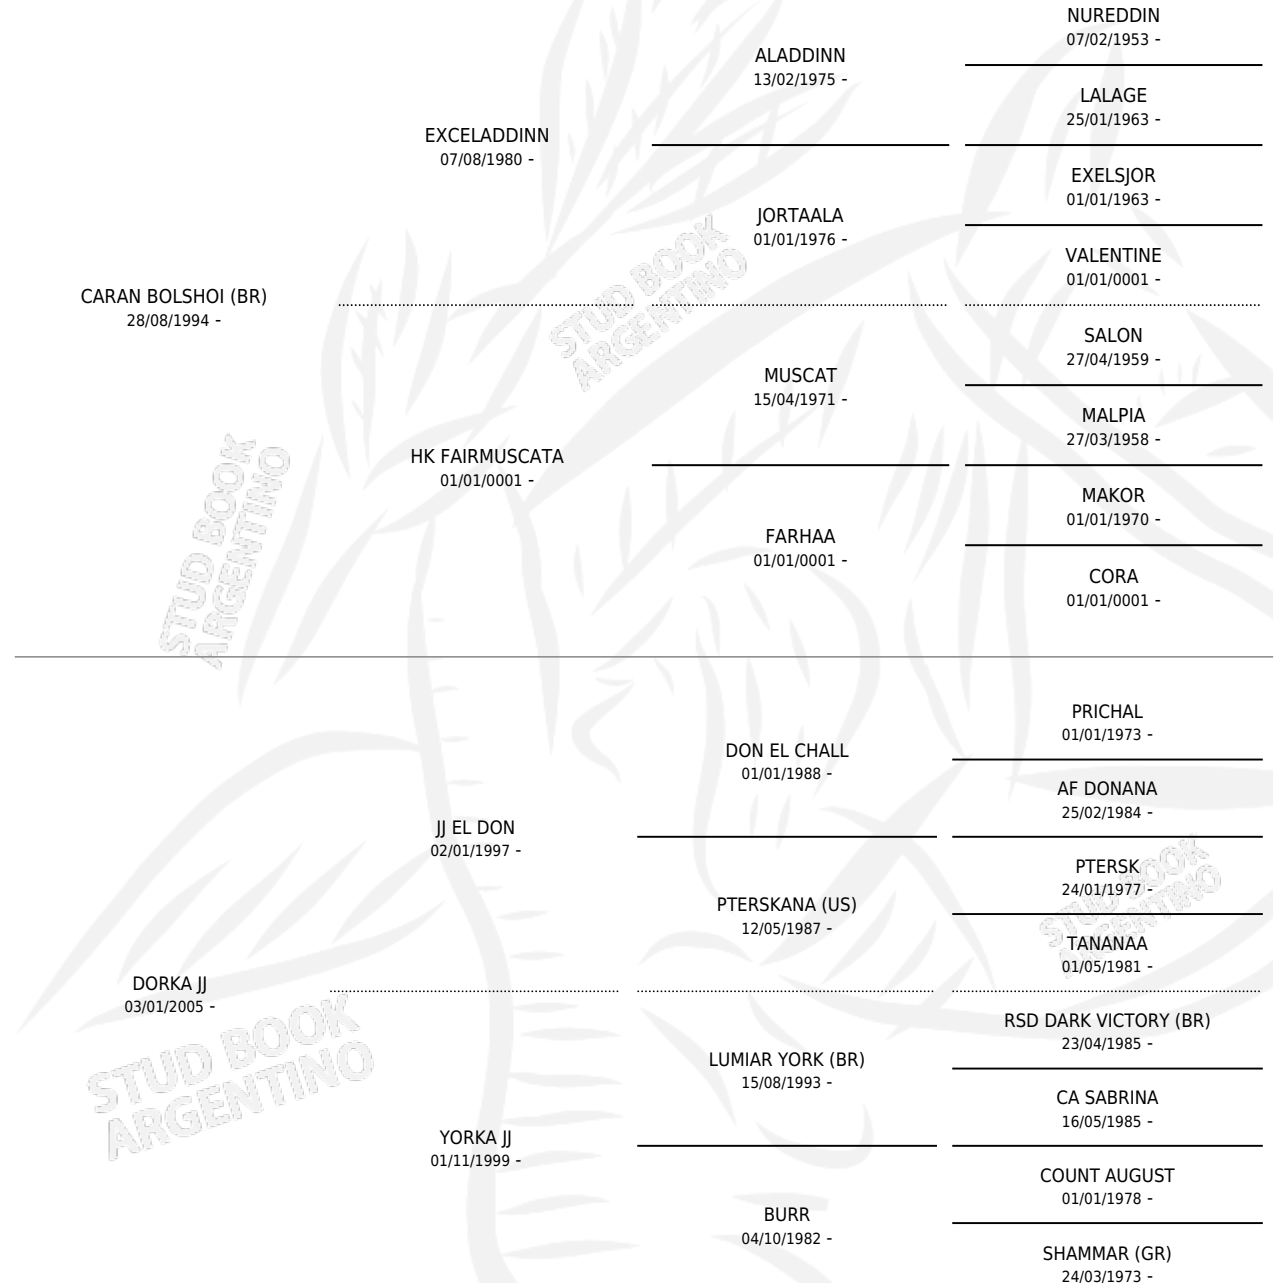 NUREDDIN
07/02/1953 -
ALADDINN
13/02/1975 -
LALAGE
25/01/1963 -
EXCELADDINN
07/08/1980 -
EXELSJOR
01/01/1963 -
JORTAALA
01/01/1976 -
VALENTINE
01/01/0001 -
CARAN BOLSHOI (BR)
28/08/1994 -
STUD BOOK
ARGENTINO
SALON
27/04/1959 -
MUSCAT
15/04/1971 -
MALPIA
27/03/1958 -
HK FAIRMUSCATA
01/01/0001 -
MAKOR
01/01/1970 -
FARHAA
01/01/0001 -
CORA
01/01/0001 -
STUD BOOK
ARGENTINO
PRICHAL
01/01/1973 -
DON EL CHALL
01/01/1988 -
AF DONANA
25/02/1984 -
JJ EL DON
02/01/1997 -
PTERSK
24/01/1977 -
PTERSKANA (US)
12/05/1987 -
TANANAA
01/05/1981 -
STUD BOOK
ARGENTINO
DORKA JJ
03/01/2005 -
RSD DARK VICTORY (BR)
23/04/1985 -
LUMIAR YORK (BR)
15/08/1993 -
CA SABRINA
16/05/1985 -
STUD BOOK
ARGENTINO
YORKA JJ
01/11/1999 -
COUNT AUGUST
01/01/1978 -
BURR
04/10/1982 -
SHAMMAR (GR)
24/03/1973 -